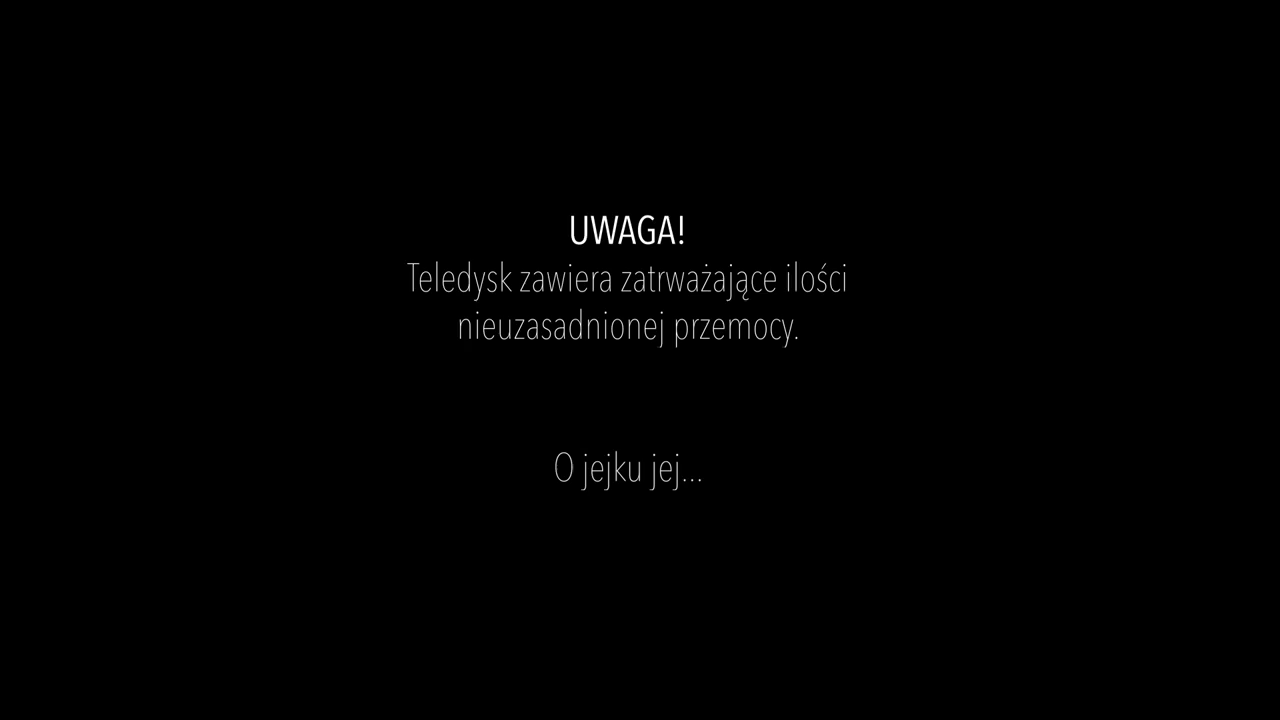 UWAGA!
Teledysk zawiera zatrważające ilości
nieuzasadnionej przemocy.
O jejku jej...